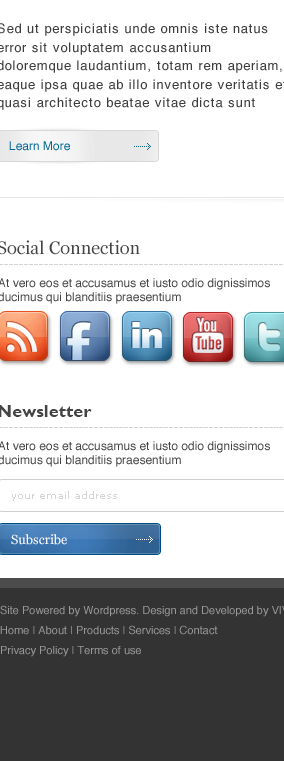 Sed ut perspiciatis unde omnis iste natus
error sit voluptatem accusantium
doloremque laudantium, totam rem aperiam,
eaque ipsa quae ab illo inventore veritatis et
quasi architecto beatae vitae dicta sunt
Learn More
Social Connection
At vero eos et accusamus et iusto odio dignissimos
ducimus qui blanditiis praesentium
f in You Tube t
Newsletter
At vero eos et accusamus et iusto odio dignissimos
ducimus qui blanditiis praesentium
your email address
Subscribe
Site Powered by Wordpress. Design and Developed by VIV
Home | About | Products | Services | Contact
Privacy Policy | Terms of use